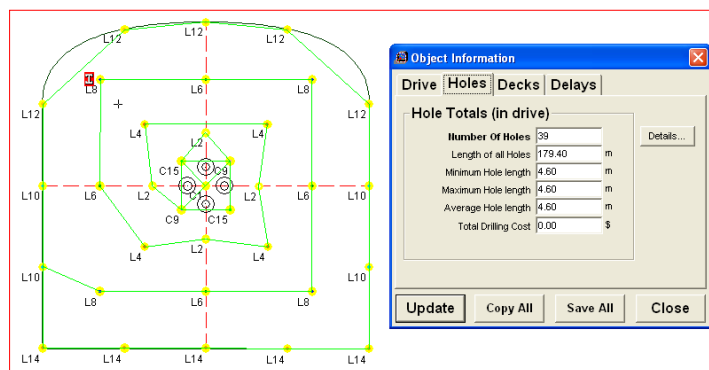 L12 L12 L12
L8 L6 L8
L12 L12
L4 L4
L2
C15 C9
L10 L6 L2 C1 L2 L6 L10
C9 C15
L2
L4 L4
L10 L10
L8 L6 L8
L14 L14 L14 L14 L14
Object Information
Drive Holes Decks Delays
Hole Totals (in drive)
Number Of Holes 39 Details...
Length of all Holes 179.40 m
Minimum Hole length 4.60 m
Maximum Hole length 4.60 m
Average Hole length 4.60 m
Total Drilling Cost 0.00 $
Update Copy All Save All Close